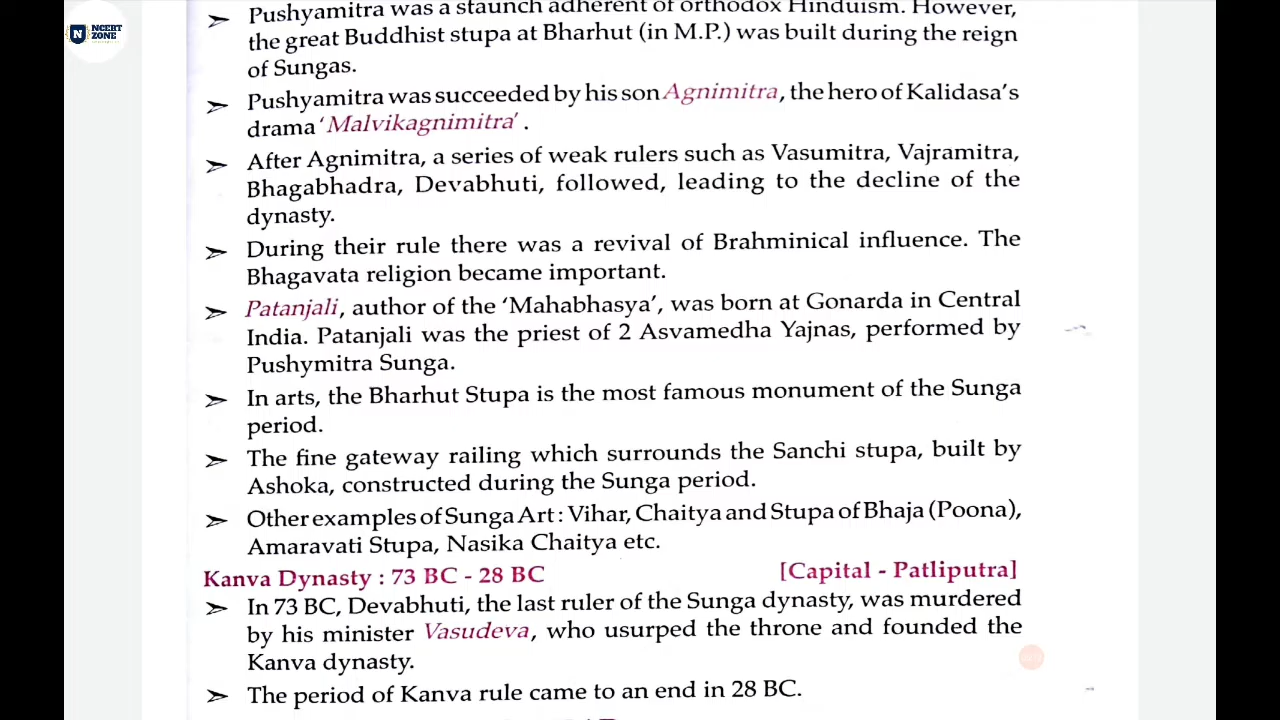 NCERT
ZONE
Pushyamitra was a staunch adherent of orthodox Hinduism. However,
the great Buddhist stupa at Bharhut (in M.P.) was built during the reign
of Sungas.
Pushyamitra was succeeded by his son Agnimitra, the hero of Kalidasa's
drama 'Malvikagnimitra'.
After Agnimitra, a series of weak rulers such as Vasumitra, Vajramitra,
Bhagabhadra, Devabhuti, followed, leading to the decline of the
dynasty.
During their rule there was a revival of Brahminical influence. The
Bhagavata religion became important.
Patanjali, author of the 'Mahabhasya', was born at Gonarda in Central
India. Patanjali was the priest of 2 Asvamedha Yajnas, performed by
Pushymitra Sunga.
In arts, the Bharhut Stupa is the most famous monument of the Sunga
period.
The fine gateway railing which surrounds the Sanchi stupa, built by
Ashoka, constructed during the Sunga period.
Other examples of Sunga Art : Vihar, Chaitya and Stupa of Bhaja (Poona),
Amaravati Stupa, Nasika Chaitya etc.
Kanva Dynasty : 73 BC - 28 BC [Capital - Patliputra]
In 73 BC, Devabhuti, the last ruler of the Sunga dynasty, was murdered
by his minister Vasudeva, who usurped the throne and founded the
Kanva dynasty.
The period of Kanva rule came to an end in 28 BC.